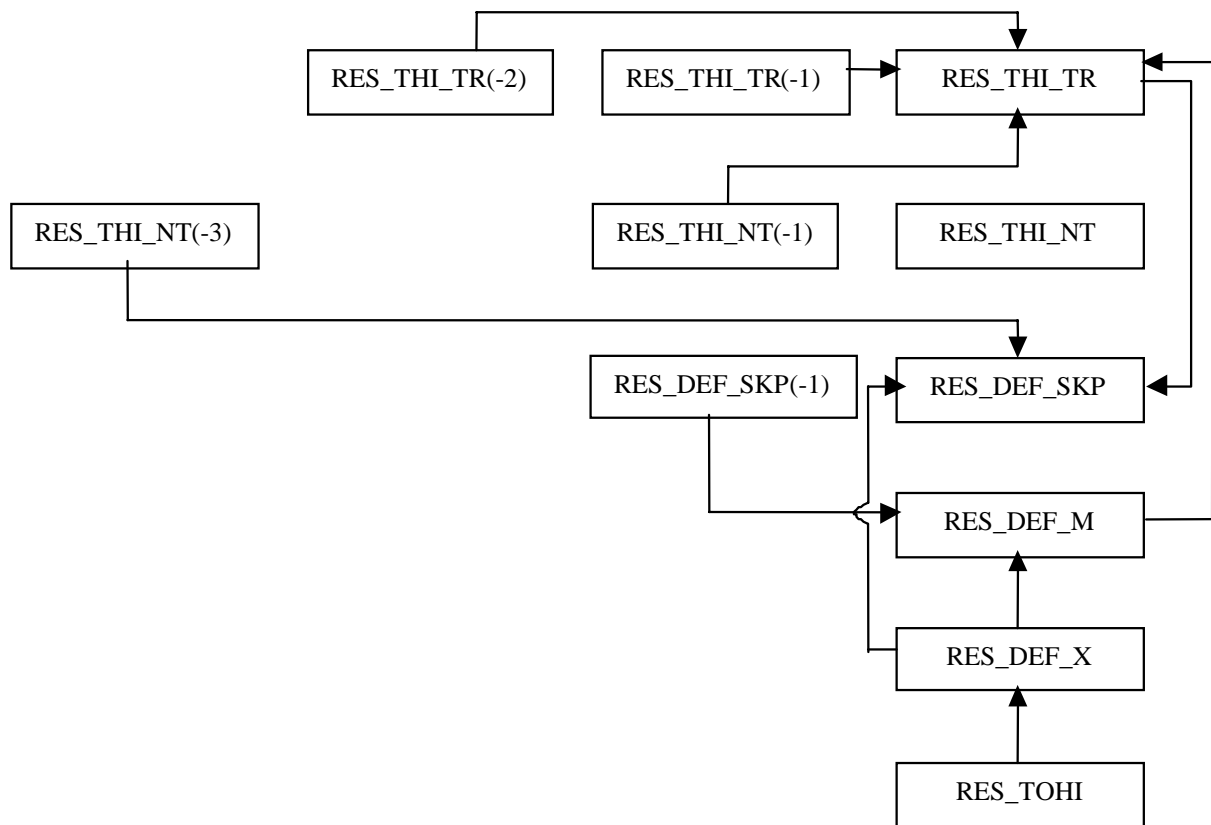 RES_THI_TR(-2)
RES_THI_TR(-1)
RES_THI_TR
RES_THI_NT(-3)
RES_THI_NT(-1)
RES_THI_NT
RES_DEF_SKP(-1)
RES_DEF_SKP
RES_DEF_M
RES_DEF_X
RES_TOHI